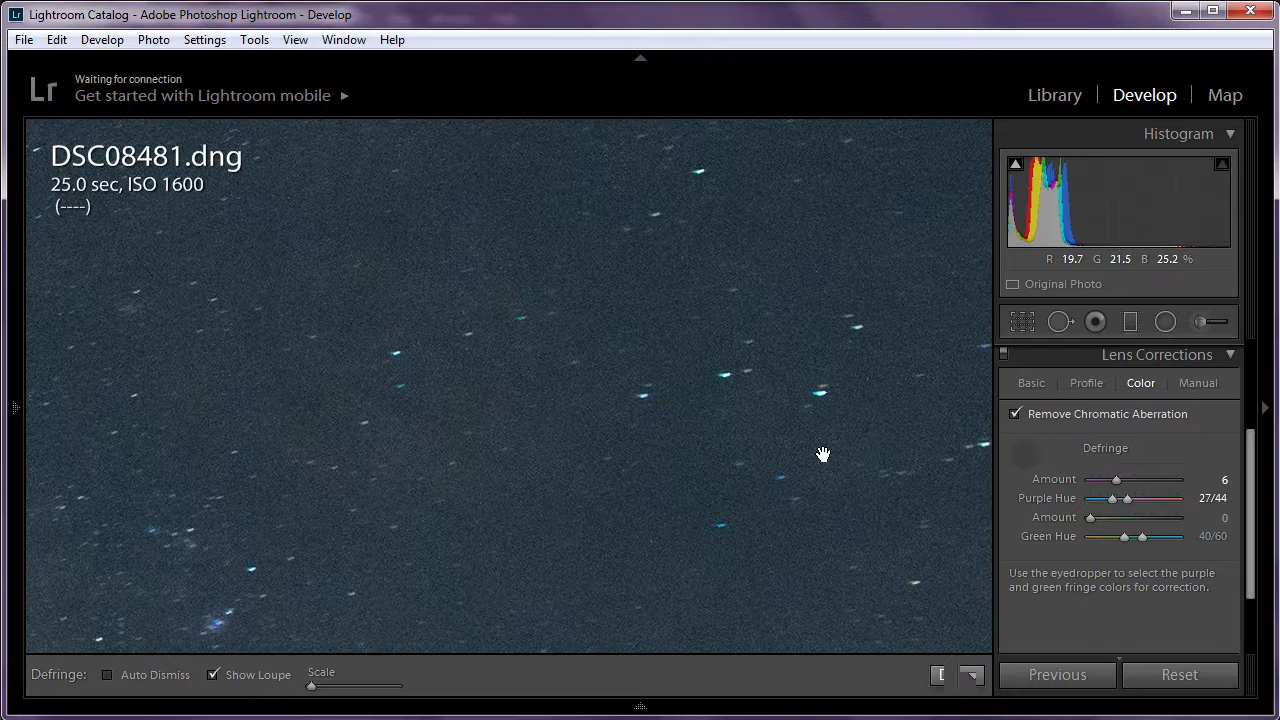 Lr Lightroom Catalog - Adobe Photoshop Lightroom - Develop
File Edit Develop Photo Settings Tools View Window Help
Lr
Waiting for connection
Get started with Lightroom mobile
Library Develop Map
DSC08481.dng
25.0 sec, ISO 1600
(----)
Histogram
R 19.7 G 21.5 B 25.2 %
Original Photo
Lens Corrections
Basic Profile Color Manual
Remove Chromatic Aberration
Defringe
Amount 6
Purple Hue 27/44
Amount 0
Green Hue 40/60
Use the eyedropper to select the purple
and green fringe colors for correction.
Defringe: Auto Dismiss Show Loupe Scale
Previous Reset